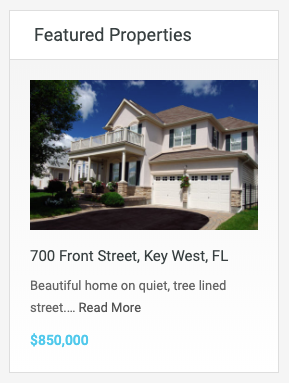 Featured Properties
700 Front Street, Key West, FL
Beautiful home on quiet, tree lined
street.... Read More
$850,000